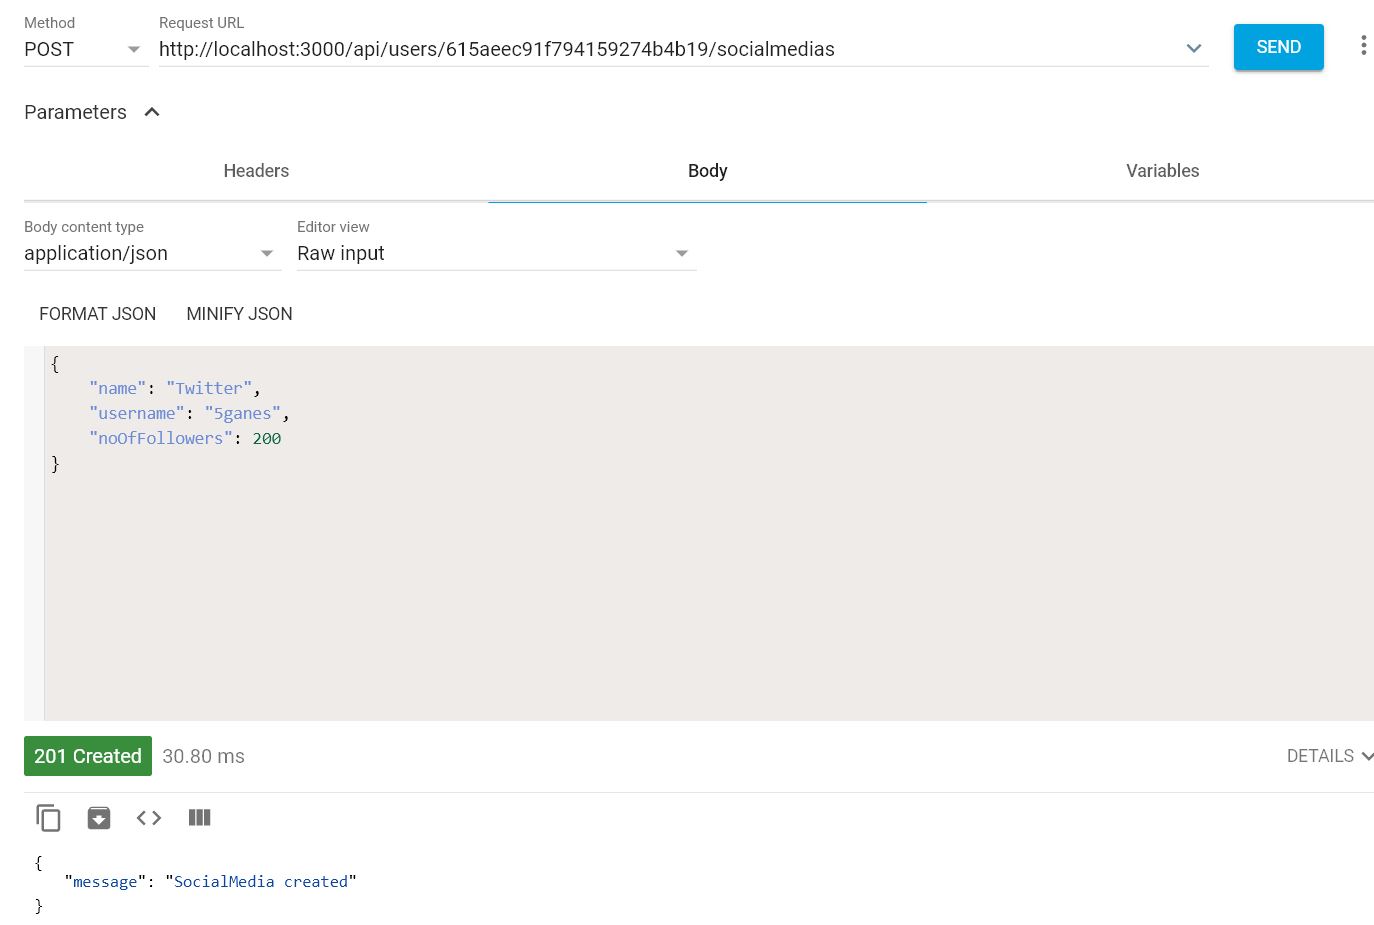 Method
Request URL
POST
http://localhost:3000/api/users/615aeec91f794159274b4b19/socialmedias
SEND
Parameters
Headers
Body
Variables
Body content type
Editor view
application/json
Raw input
FORMAT JSON
MINIFY JSON
{
"name": "Twitter",
"username": "5ganes",
"noOfFollowers": 200
}
201 Created
30.80 ms
DETAILS
{
"message": "SocialMedia created"
}